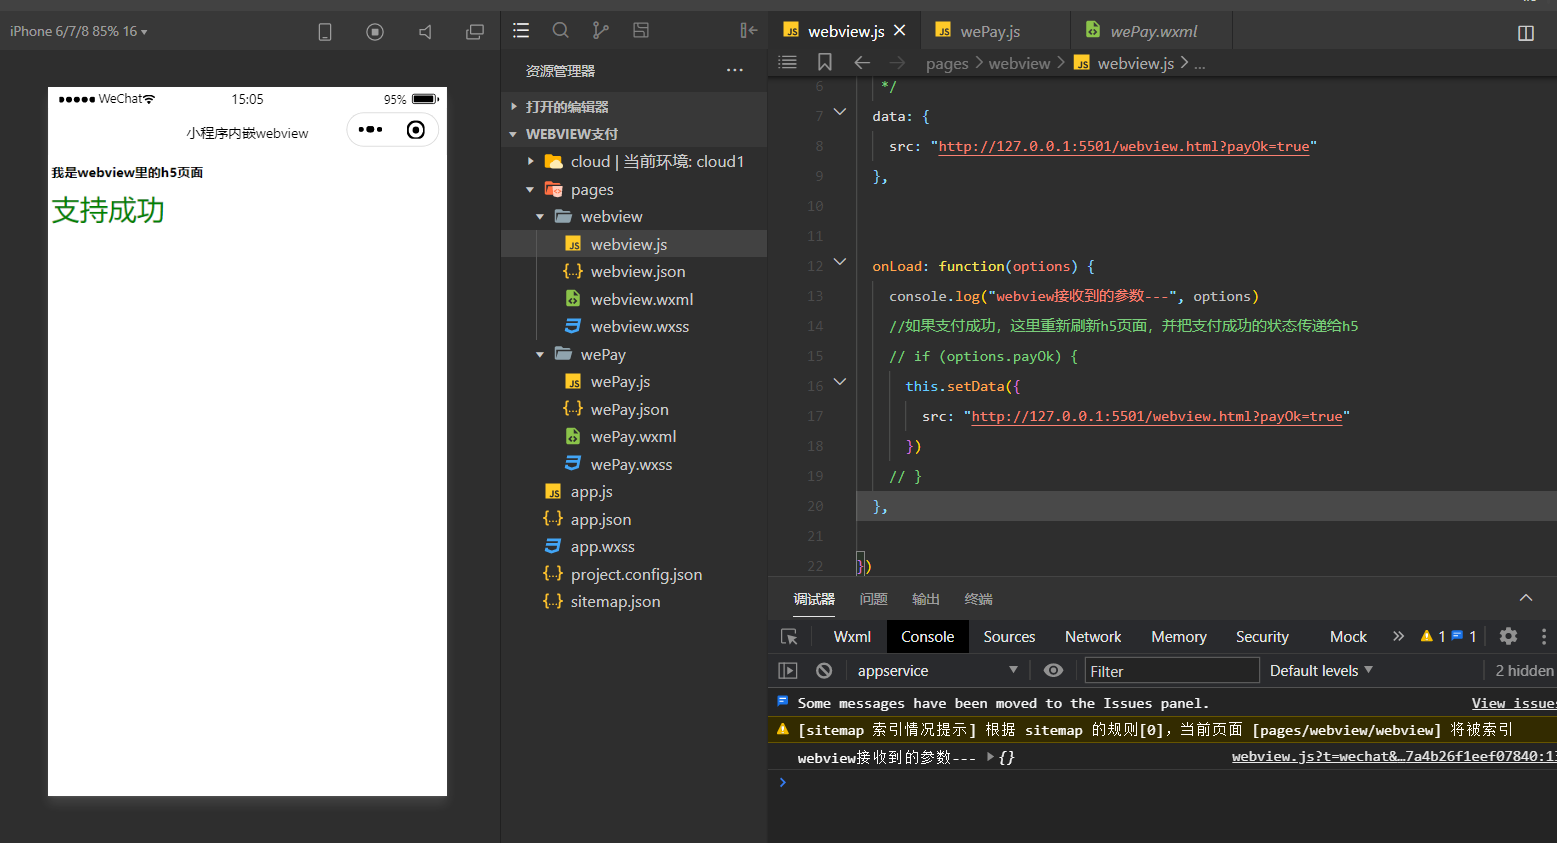 iPhone 6/7/8 85% 16
WeChat
15:05
95%
小程序内嵌webview
我是webview里的h5页面
支持成功
资源管理器
打开的编辑器
WEBVIEW支付
cloud | 当前环境: cloud1
pages
webview
webview.js
webview.json
webview.wxml
webview.wxss
wePay
wePay.js
wePay.json
wePay.wxml
wePay.wxss
app.js
app.json
app.wxss
project.config.json
sitemap.json
webview.js
wePay.js
wePay.wxml
pages > webview > webview.js > ...
6 */
7 data: {
8 src: "http://127.0.0.1:5501/webview.html?payOk=true"
9 },
10
11
12 onLoad: function(options) {
13 console.log("webview接收到的参数---", options)
14 //如果支付成功，这里重新刷新h5页面，并把支付成功的状态传递给h5
15 // if (options.payOk) {
16 this.setData({
17 src: "http://127.0.0.1:5501/webview.html?payOk=true"
18 })
19 // }
20 },
21
22 })
调试器 问题 输出 终端
Wxml Console Sources Network Memory Security Mock 1 1
appservice Filter Default levels 2 hidden
Some messages have been moved to the Issues panel. View issues
[sitemap 索引情况提示] 根据 sitemap 的规则[0]，当前页面 [pages/webview/webview] 将被索引
webview接收到的参数--- {} webview.js?t=wechat&…7a4b26f1eef07840:13